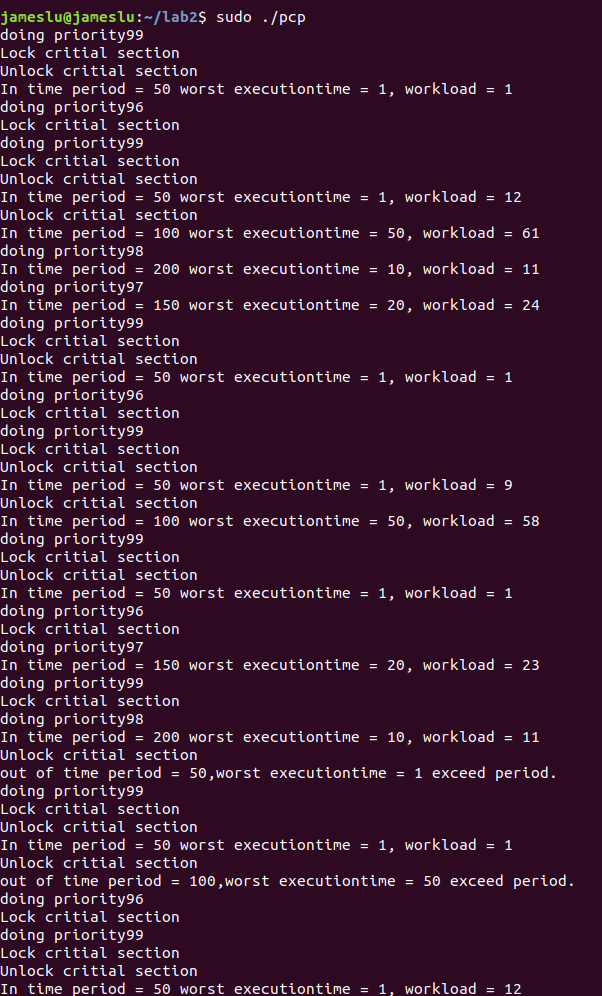 jameslu@jameslu:~/lab2$ sudo ./pcp
doing priority99
Lock critial section
Unlock critial section
In time period = 50 worst executiontime = 1, workload = 1
doing priority96
Lock critial section
doing priority99
Lock critial section
Unlock critial section
In time period = 50 worst executiontime = 1, workload = 12
Unlock critial section
In time period = 100 worst executiontime = 50, workload = 61
doing priority98
In time period = 200 worst executiontime = 10, workload = 11
doing priority97
In time period = 150 worst executiontime = 20, workload = 24
doing priority99
Lock critial section
Unlock critial section
In time period = 50 worst executiontime = 1, workload = 1
doing priority96
Lock critial section
doing priority99
Lock critial section
Unlock critial section
In time period = 50 worst executiontime = 1, workload = 9
Unlock critial section
In time period = 100 worst executiontime = 50, workload = 58
doing priority99
Lock critial section
Unlock critial section
In time period = 50 worst executiontime = 1, workload = 1
doing priority96
Lock critial section
doing priority97
In time period = 150 worst executiontime = 20, workload = 23
doing priority99
Lock critial section
doing priority98
In time period = 200 worst executiontime = 10, workload = 11
Unlock critial section
out of time period = 50,worst executiontime = 1 exceed period.
doing priority99
Lock critial section
Unlock critial section
In time period = 50 worst executiontime = 1, workload = 1
Unlock critial section
out of time period = 100,worst executiontime = 50 exceed period.
doing priority96
Lock critial section
doing priority99
Lock critial section
Unlock critial section
In time period = 50 worst executiontime = 1, workload = 12